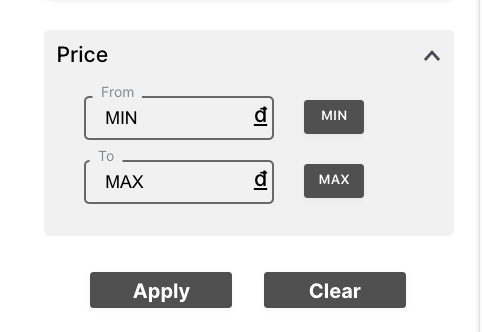 Price
From
MIN ₫ MIN
To
MAX ₫ MAX
Apply Clear